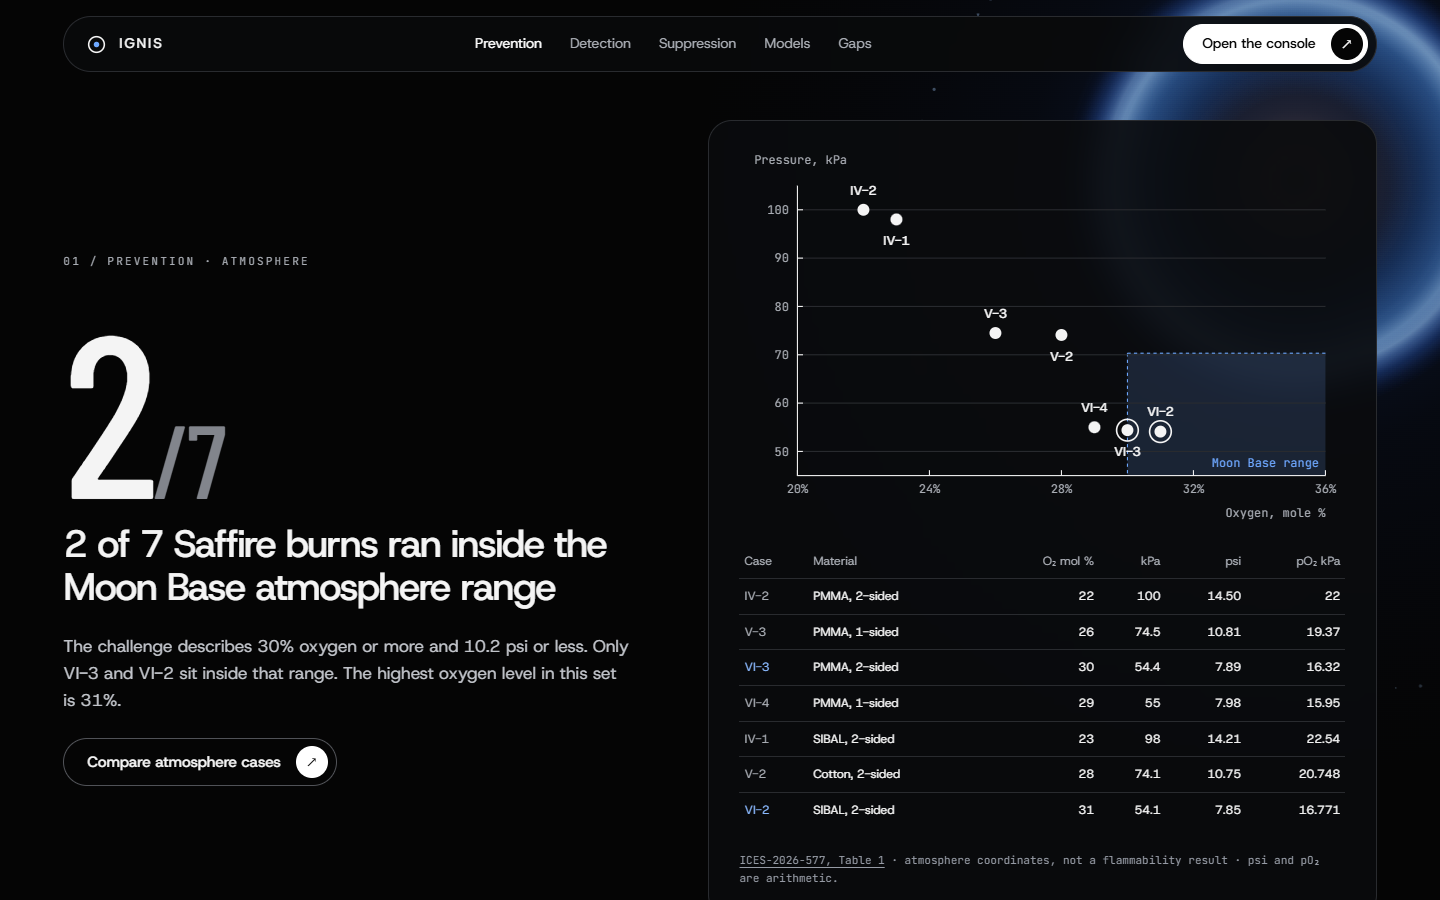 IGNIS
Prevention Detection Suppression Models Gaps
Open the console ↗
01 / PREVENTION · ATMOSPHERE
2/7
2 of 7 Saffire burns ran inside the
Moon Base atmosphere range
The challenge describes 30% oxygen or more and 10.2 psi or less. Only
VI-3 and VI-2 sit inside that range. The highest oxygen level in this set
is 31%.
Compare atmosphere cases ↗
Pressure, kPa
IV-2
100
IV-1
90
80
V-3
70
V-2
60
VI-4
VI-2
VI-3
50
Moon Base range
20% 24% 28% 32% 36%
Oxygen, mole %
Case Material O₂ mol % kPa psi pO₂ kPa
IV-2 PMMA, 2-sided 22 100 14.50 22
V-3 PMMA, 1-sided 26 74.5 10.81 19.37
VI-3 PMMA, 2-sided 30 54.4 7.89 16.32
VI-4 PMMA, 1-sided 29 55 7.98 15.95
IV-1 SIBAL, 2-sided 23 98 14.21 22.54
V-2 Cotton, 2-sided 28 74.1 10.75 20.748
VI-2 SIBAL, 2-sided 31 54.1 7.85 16.771
ICES-2026-577, Table 1 · atmosphere coordinates, not a flammability result · psi and pO₂
are arithmetic.